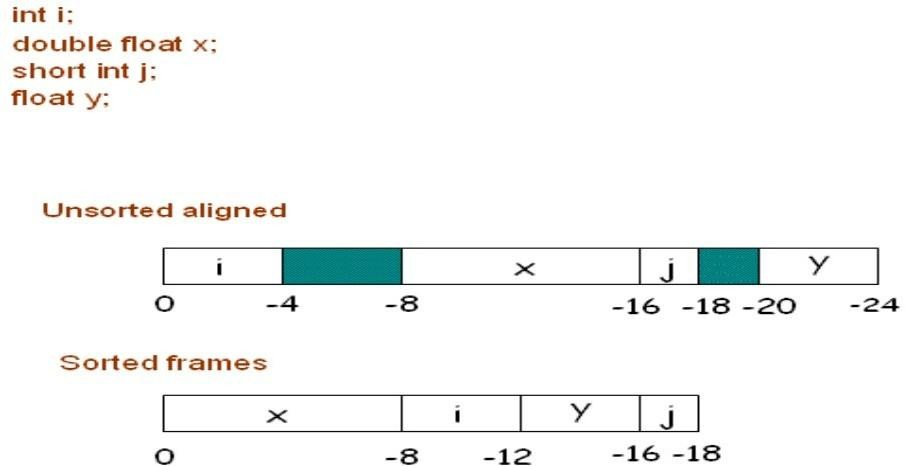 int i;
double float x;
short int j;
float y;
Unsorted aligned
i x j y
0 -4 -8 -16 -18 -20 -24
Sorted frames
x i y j
0 -8 -12 -16 -18